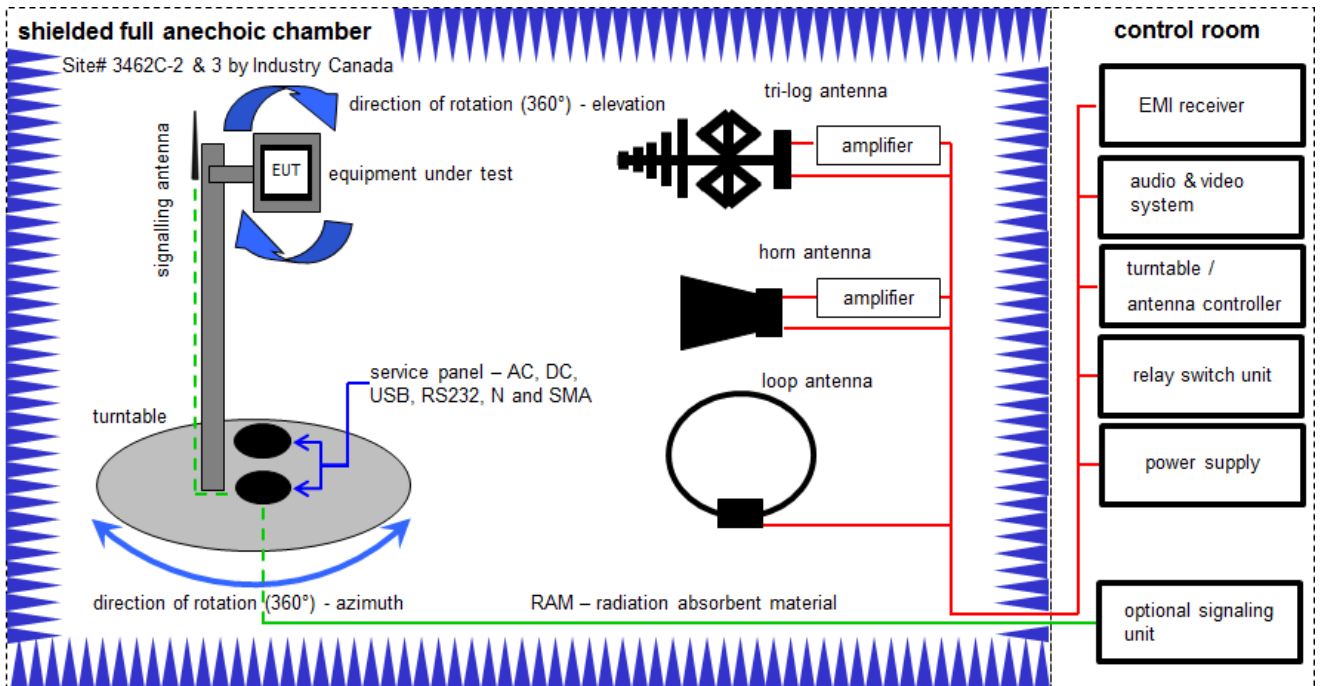 shielded full anechoic chamber
Site# 3462C-2 & 3 by Industry Canada
direction of rotation (360°) - elevation
signalling antenna
EUT
equipment under test
tri-log antenna
amplifier
horn antenna
amplifier
loop antenna
service panel – AC, DC,
USB, RS232, N and SMA
turntable
direction of rotation (360°) - azimuth
RAM – radiation absorbent material
control room
EMI receiver
audio & video
system
turntable /
antenna controller
relay switch unit
power supply
optional signaling
unit